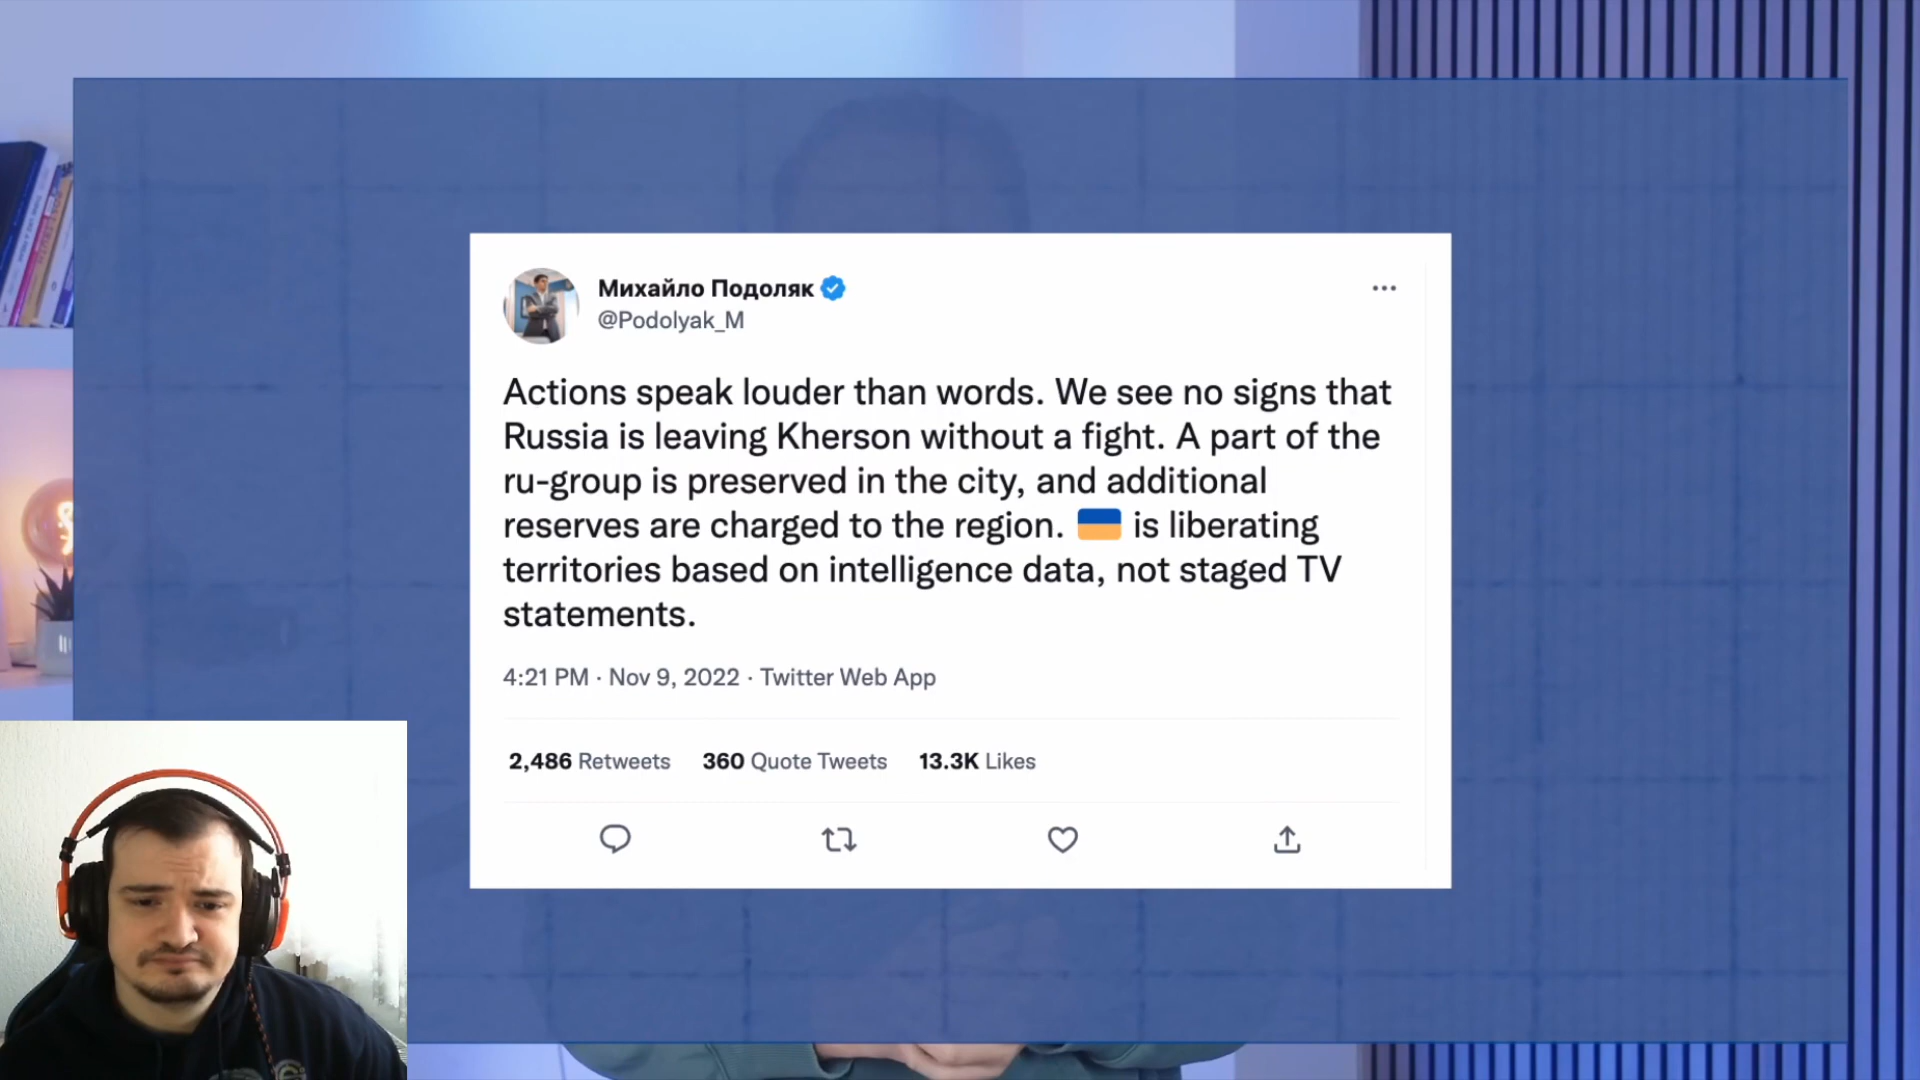 Михайло Подоляк
@Podolyak_M
Actions speak louder than words. We see no signs that
Russia is leaving Kherson without a fight. A part of the
ru-group is preserved in the city, and additional
reserves are charged to the region. 🇺🇦 is liberating
territories based on intelligence data, not staged TV
statements.
4:21 PM · Nov 9, 2022 · Twitter Web App
2,486 Retweets 360 Quote Tweets 13.3K Likes